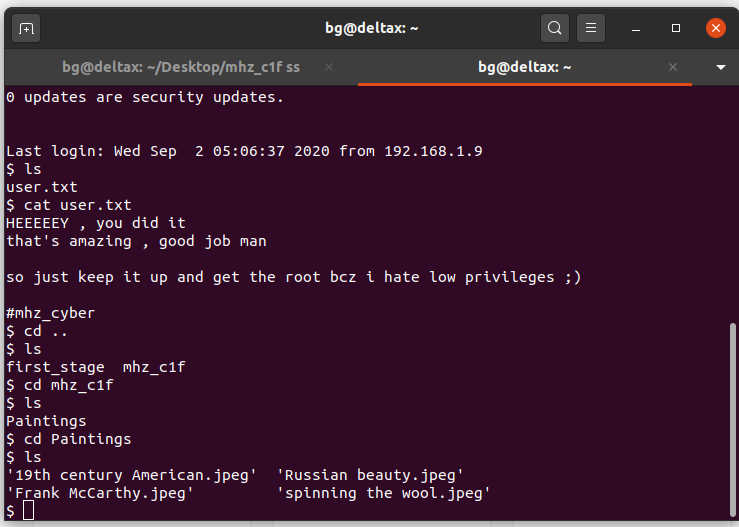 bg@deltax: ~
bg@deltax: ~/Desktop/mhz_c1f ss
bg@deltax: ~
0 updates are security updates.
Last login: Wed Sep  2 05:06:37 2020 from 192.168.1.9
$ ls
user.txt
$ cat user.txt
HEEEEEY , you did it
that's amazing , good job man
so just keep it up and get the root bcz i hate low privileges ;)
#mhz_cyber
$ cd ..
$ ls
first_stage  mhz_c1f
$ cd mhz_c1f
$ ls
Paintings
$ cd Paintings
$ ls
'19th century American.jpeg'  'Russian beauty.jpeg'
'Frank McCarthy.jpeg'         'spinning the wool.jpeg'
$